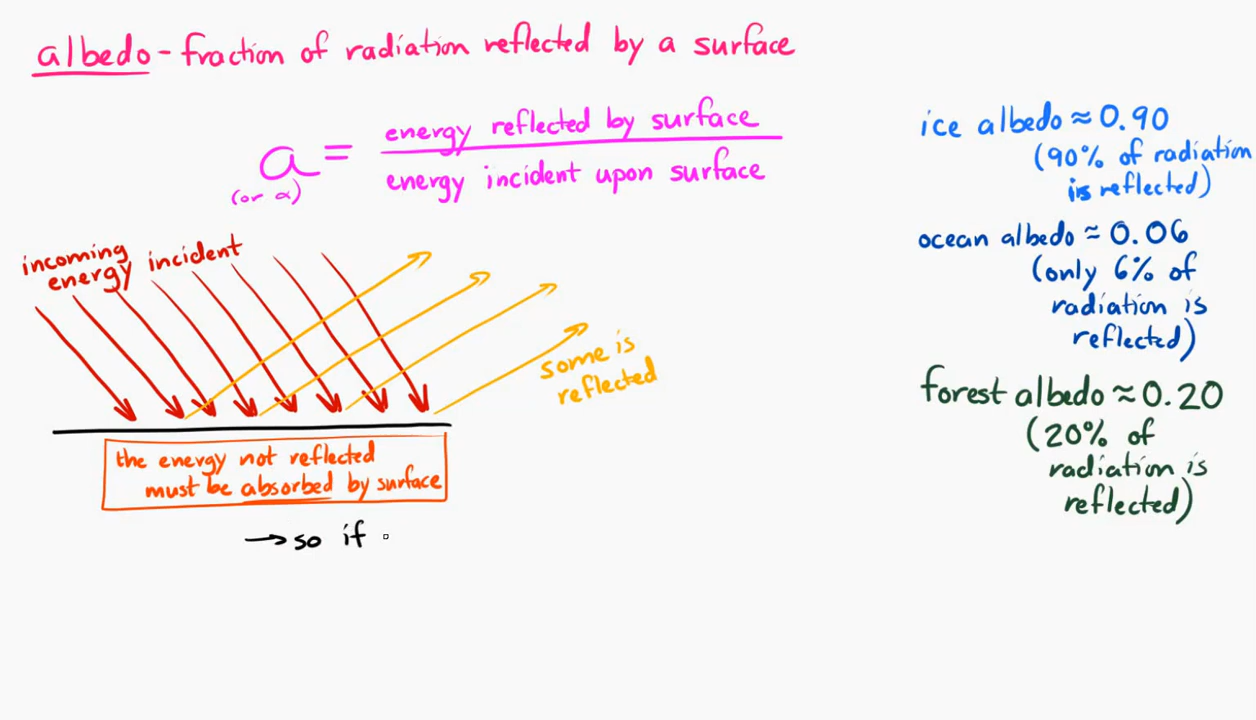 albedo - fraction of radiation reflected by a surface
a = energy reflected by surface
energy incident upon surface
(or α)
incoming incident
energy
some is
reflected
the energy not reflected
must be absorbed by surface
→ so if
ice albedo ≈ 0.90
(90% of radiation
is reflected)
ocean albedo ≈ 0.06
(only 6% of
radiation is
reflected)
forest albedo ≈ 0.20
(20% of
radiation is
reflected)